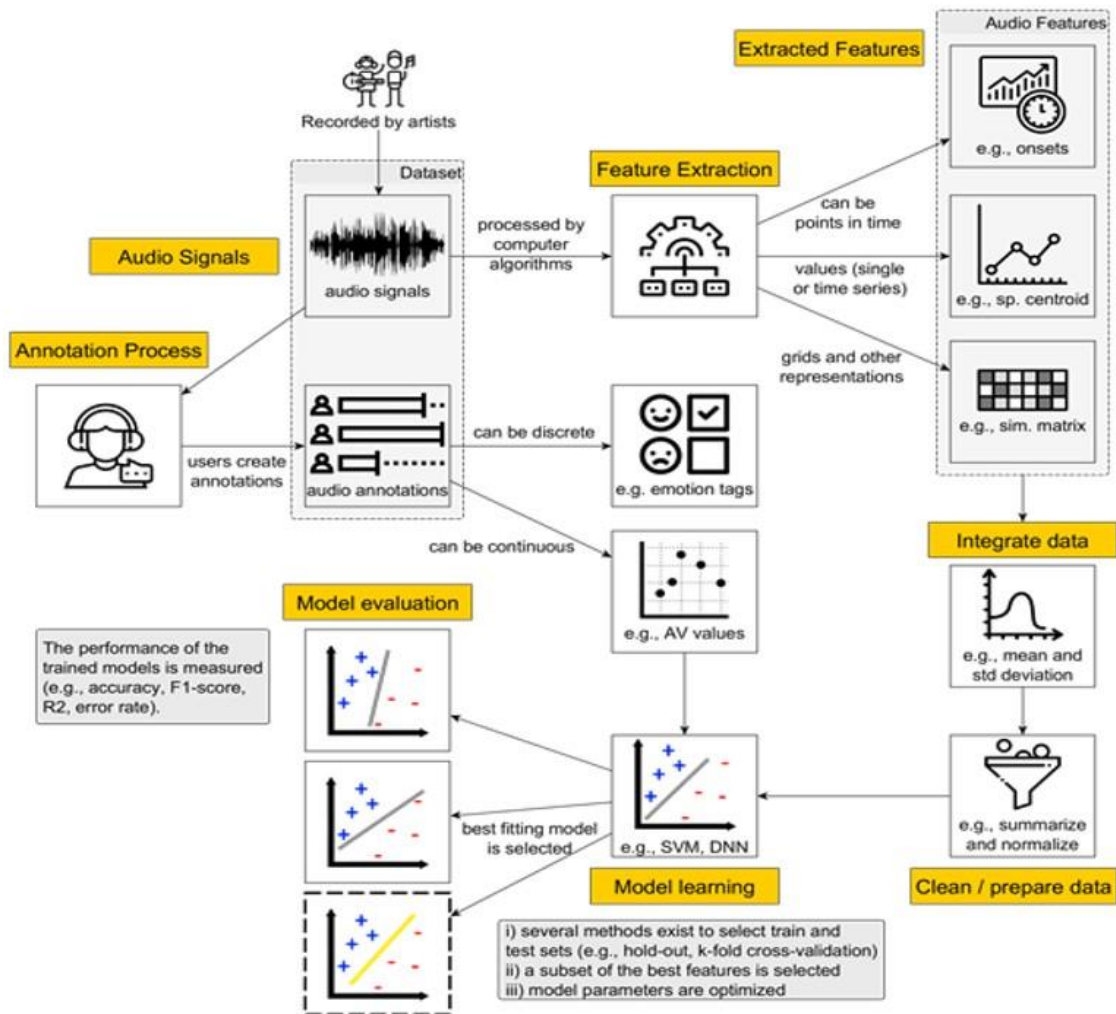 Audio Features
Extracted Features
e.g., onsets
Recorded by artists
Dataset
Feature Extraction
can be
points in time
Audio Signals
audio signals
processed by
computer
algorithms
values (single
or time series)
e.g., sp. centroid
Annotation Process
grids and other
representations
e.g., sim. matrix
users create
annotations
audio annotations
can be discrete
e.g. emotion tags
can be continuous
e.g., AV values
Integrate data
e.g., mean and
std deviation
Model evaluation
The performance of the
trained models is measured
(e.g., accuracy, F1-score,
R2, error rate).
best fitting model
is selected
e.g., SVM, DNN
e.g., summarize
and normalize
Model learning
Clean / prepare data
i) several methods exist to select train and
test sets (e.g., hold-out, k-fold cross-validation)
ii) a subset of the best features is selected
iii) model parameters are optimized